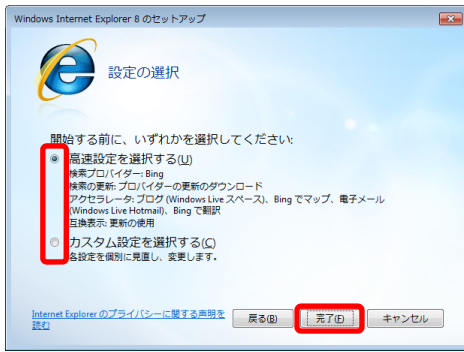 Windows Internet Explorer 8 のセットアップ
設定の選択
開始する前に、いずれかを選択してください:
高速設定を選択する(U)
検索プロバイダー: Bing
検索の更新: プロバイダーの更新のダウンロード
アクセラレータ: ブログ (Windows Live スペース)、Bing でマップ、電子メール
(Windows Live Hotmail)、Bing で翻訳
互換表示: 更新の使用
カスタム設定を選択する(C)
各設定を個別に見直し、変更します。
Internet Explorer のプライバシーに関する声明を
読む
戻る(B) 完了(F) キャンセル